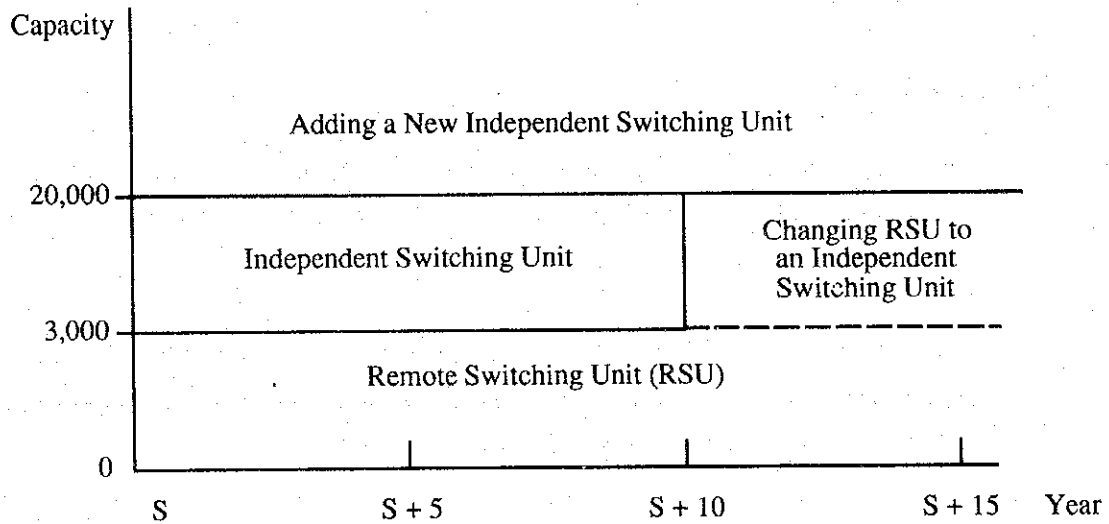 Capacity
Adding a New Independent Switching Unit
20,000
Independent Switching Unit
Changing RSU to
an Independent
Switching Unit
3,000
Remote Switching Unit (RSU)
0
S
S + 5
S + 10
S + 15
Year